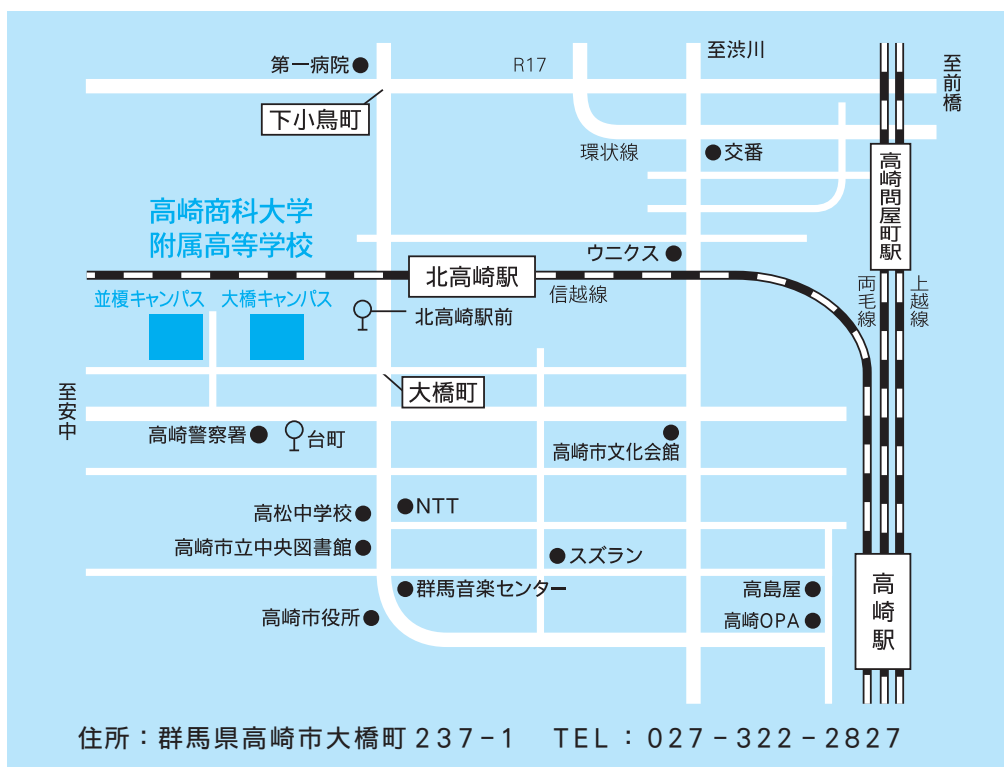 至渋川
第一病院
R17
至前橋
下小鳥町
環状線
交番
高崎問屋町駅
高崎商科大学
附属高等学校
ウニクス
北高崎駅
信越線
両毛線
上越線
並榎キャンパス
大橋キャンパス
北高崎駅前
大橋町
至安中
高崎警察署
台町
高崎市文化会館
NTT
高松中学校
高崎市立中央図書館
スズラン
群馬音楽センター
高島屋
高崎市役所
高崎OPA
高崎駅
住所：群馬県高崎市大橋町237-1 TEL：027-322-2827